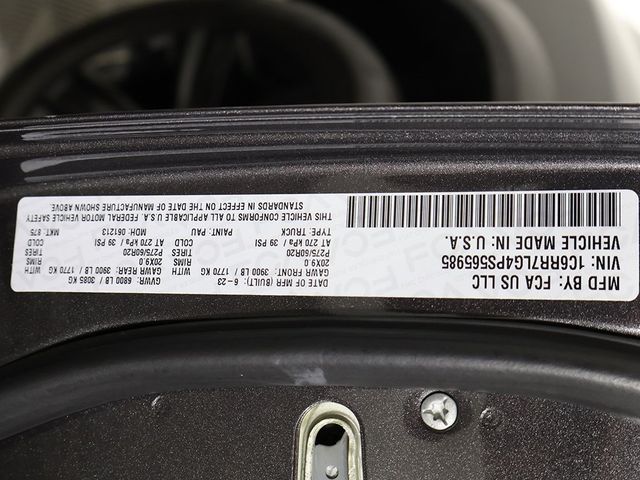 MFD BY: FCA US LLC
VIN: 1C6RR7LG4PS565985
VEHICLE MADE IN: U.S.A.
DATE OF MFR (BUILT): 6-23 GVWR: 6800 LB / 3085 KG
GAWR FRONT: 3900 LB / 1770 KG WITH GAWR REAR: 3900 LB / 1770 KG WITH
P275/60R20 TIRES P275/60R20 TIRES
20X9.0 20X9.0
AT 270 kPa / 39 PSI COLD AT 270 kPa / 39 PSI COLD
TYPE: TRUCK PAINT: PAU MDH: 061213 MKT: 875
THIS VEHICLE CONFORMS TO ALL APPLICABLE U.S.A. FEDERAL MOTOR VEHICLE SAFETY
STANDARDS IN EFFECT ON THE DATE OF MANUFACTURE SHOWN ABOVE.